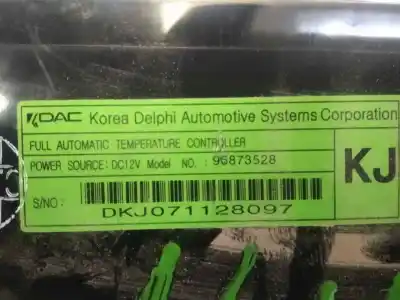 KDAC Korea Delphi Automotive Systems Corporation
FULL AUTOMATIC TEMPERATURE CONTROLLER
POWER SOURCE: DC12V Model NO. : 96873528
KJ
S/NO:
DKJ071128097